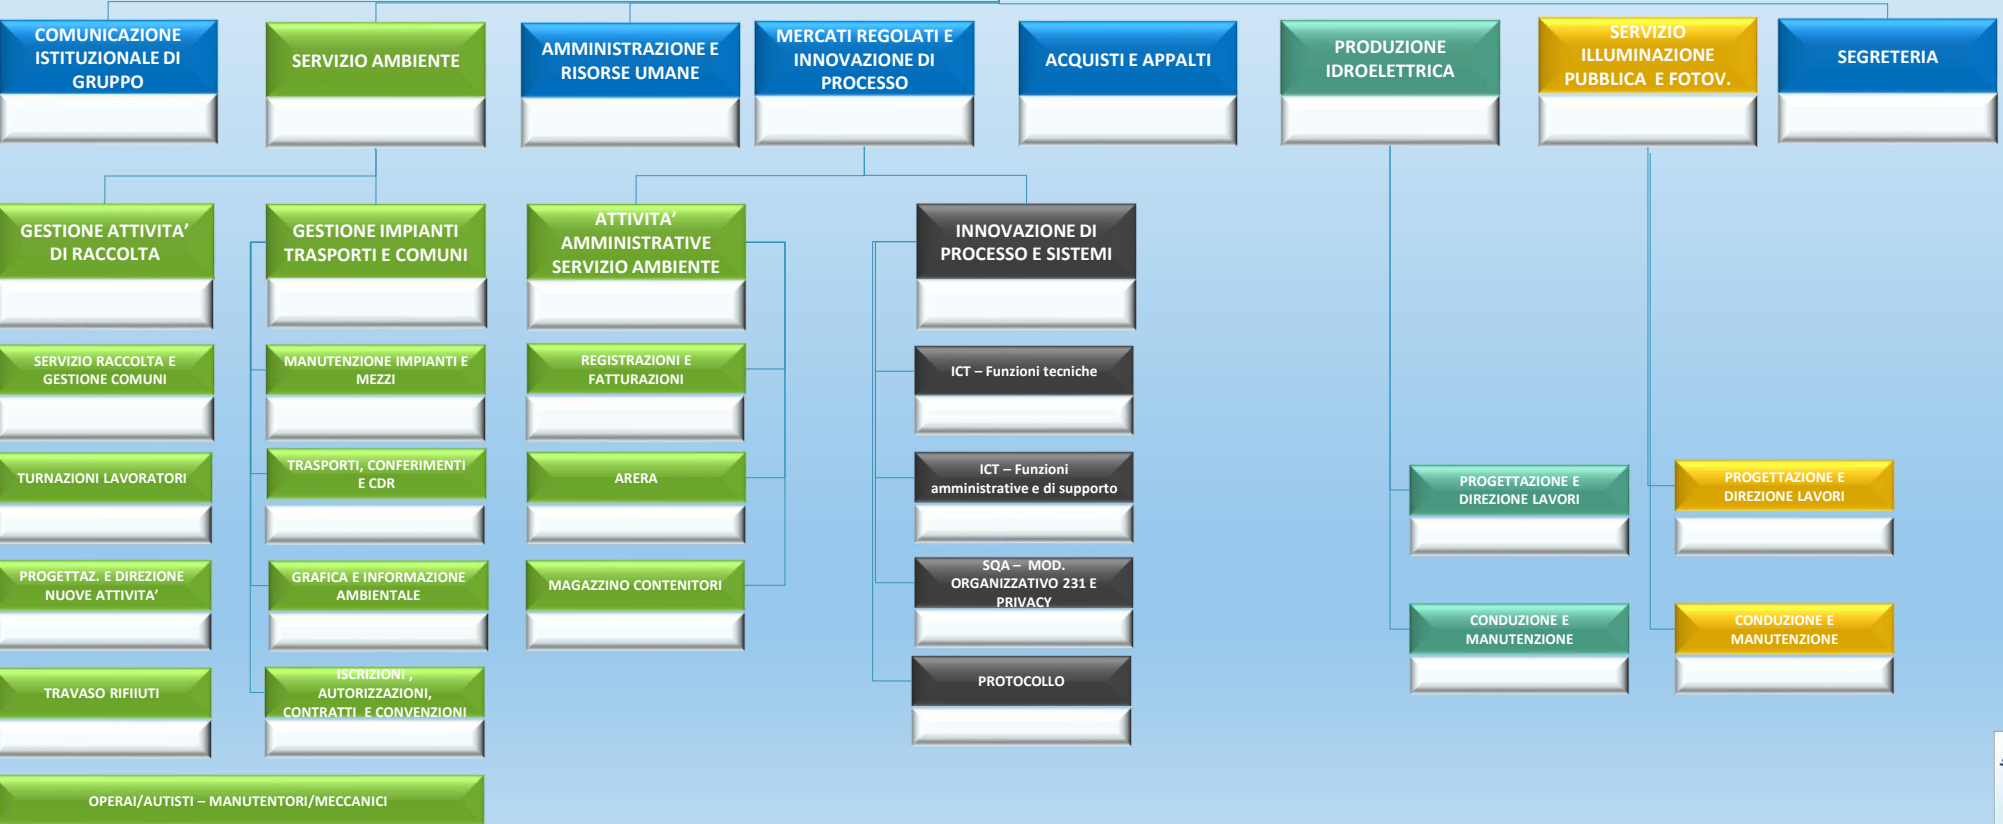 COMUNICAZIONE
ISTITUZIONALE DI
GRUPPO
SERVIZIO AMBIENTE
AMMINISTRAZIONE E
RISORSE UMANE
MERCATI REGOLATI E
INNOVAZIONE DI
PROCESSO
ACQUISTI E APPALTI
PRODUZIONE
IDROELETTRICA
SERVIZIO
ILLUMINAZIONE
PUBBLICA E FOTOV.
SEGRETERIA
GESTIONE ATTIVITA’
DI RACCOLTA
GESTIONE IMPIANTI
TRASPORTI E COMUNI
ATTIVITA’
AMMINISTRATIVE
SERVIZIO AMBIENTE
INNOVAZIONE DI
PROCESSO E SISTEMI
SERVIZIO RACCOLTA E
GESTIONE COMUNI
MANUTENZIONE IMPIANTI E
MEZZI
REGISTRAZIONI E
FATTURAZIONI
ICT – Funzioni tecniche
TURNAZIONI LAVORATORI
TRASPORTI, CONFERIMENTI
E CDR
ARERA
ICT – Funzioni
amministrative e di supporto
PROGETTAZIONE E
DIREZIONE LAVORI
PROGETTAZIONE E
DIREZIONE LAVORI
PROGETTAZ. E DIREZIONE
NUOVE ATTIVITA’
GRAFICA E INFORMAZIONE
AMBIENTALE
MAGAZZINO CONTENITORI
SQA – MOD.
ORGANIZZATIVO 231 E
PRIVACY
CONDUZIONE E
MANUTENZIONE
CONDUZIONE E
MANUTENZIONE
TRAVASO RIFIIUTI
ISCRIZIONI ,
AUTORIZZAZIONI,
CONTRATTI E CONVENZIONI
PROTOCOLLO
OPERAI/AUTISTI – MANUTENTORI/MECCANICI